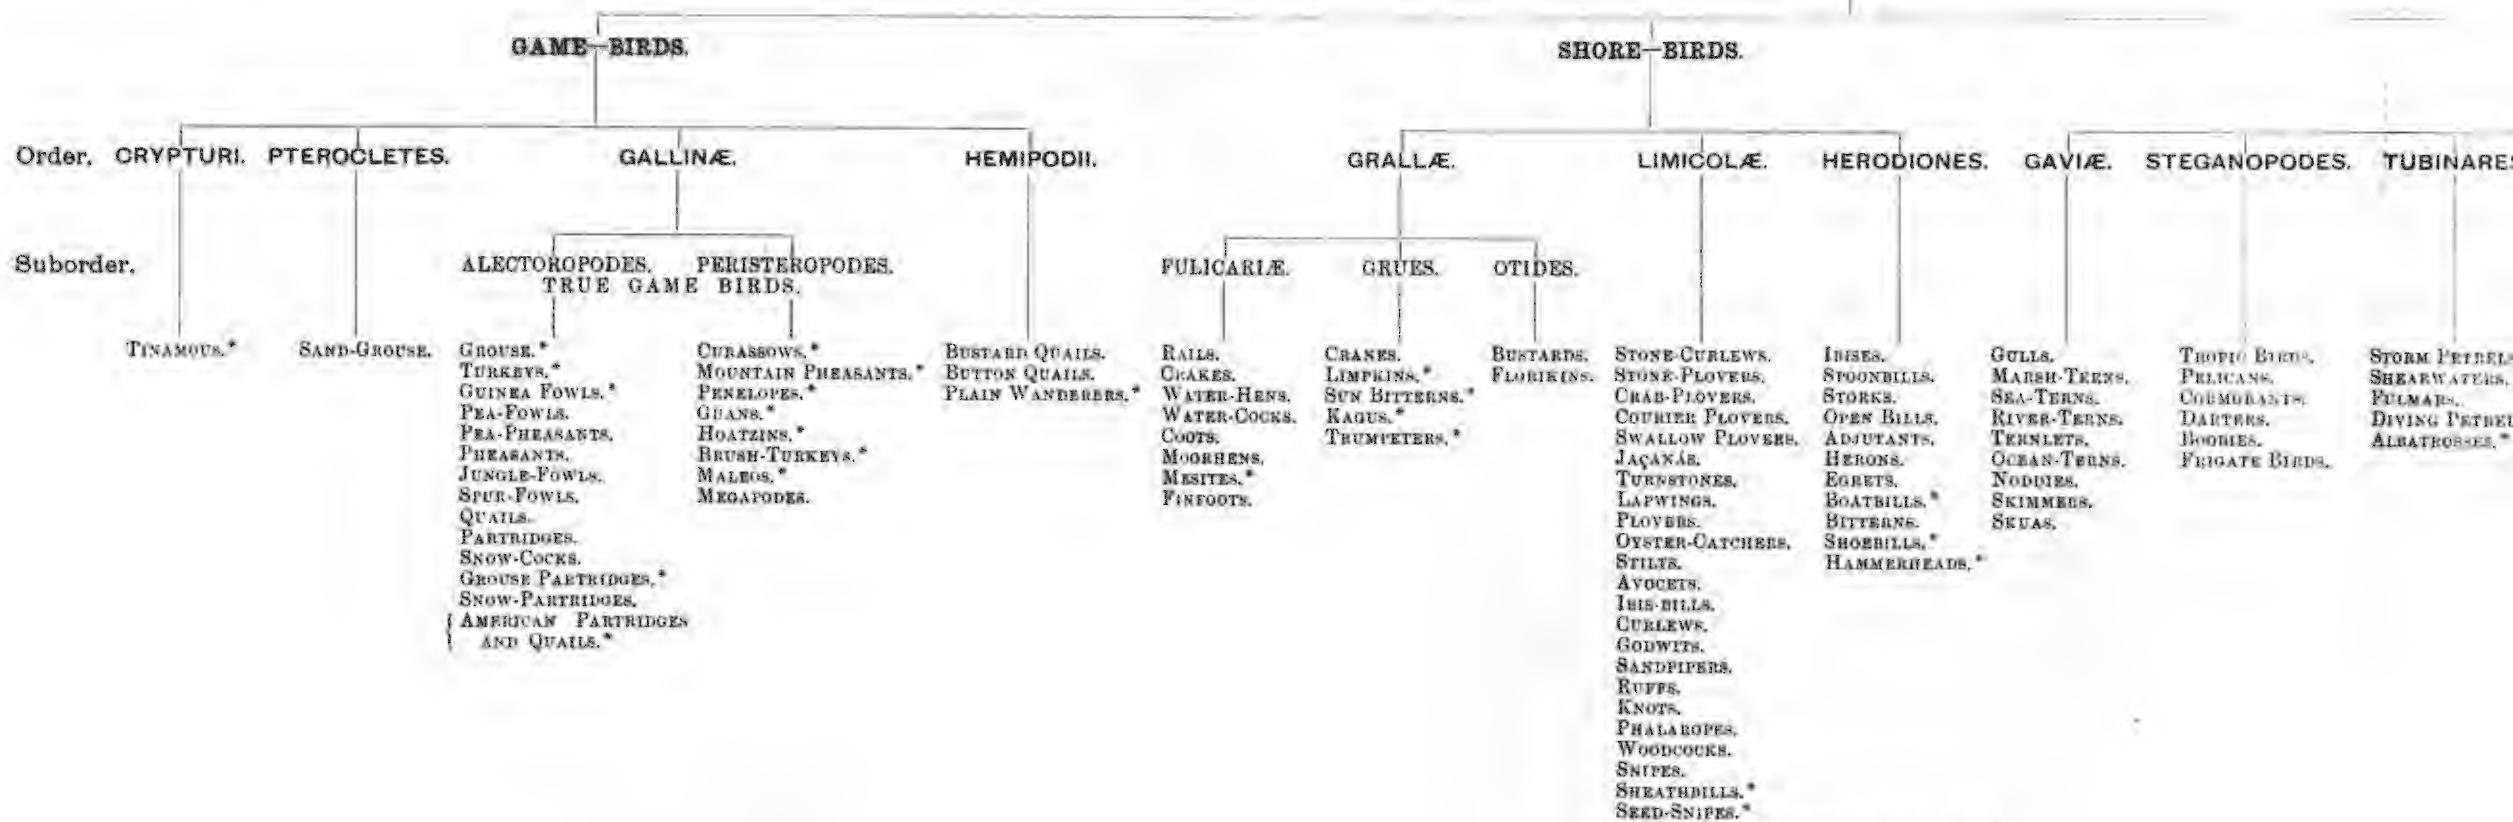 GAME—BIRDS.
SHORE—BIRDS.
Order. CRYPTURI. PTEROCLETES. GALLINÆ. HEMIPODII. GRALLÆ. LIMICOLÆ. HERODIONES. GAVIÆ. STEGANOPODES. TUBINARES
Suborder.
ALECTOROPODES. PERISTEROPODES.
TRUE GAME BIRDS.
FULICARIÆ. GRUES. OTIDES.
TINAMOUS.*
SAND-GROUSE.
GROUSE.*
TURKEYS.*
GUINEA FOWLS.*
PEA-FOWLS.
PEA-PHEASANTS.
PHEASANTS.
JUNGLE-FOWLS.
SPUR-FOWLS.
QUAILS.
PARTRIDGES.
SNOW-COCKS.
GROUSE PARTRIDGES.*
SNOW-PARTRIDGES.
AMERICAN PARTRIDGES
AND QUAILS.*
CURASSOWS.*
MOUNTAIN PHEASANTS.*
PENELOPES.*
GUANS.*
HOATZINS.*
BRUSH-TURKEYS.*
MALEOS.*
MEGAPODES.
BUSTARD QUAILS.
BUTTON QUAILS.
PLAIN WANDERERS.*
RAILS.
CRAKES.
WATER-HENS.
WATER-COCKS.
COOTS.
MOORHENS.
MESITES.*
FINFOOTS.
CRANES.
LIMPKINS.*
SUN BITTERNS.*
KAGUS.*
TRUMPETERS.*
BUSTARDS.
FLORIKINS.
STONE-CURLEWS.
STONE-PLOVERS.
CRAB-PLOVERS.
COURIER PLOVERS.
SWALLOW PLOVERS.
JAÇANÁS.
TURNSTONES.
LAPWINGS.
PLOVERS.
OYSTER-CATCHERS.
STILTS.
AVOCETS.
IBIS-BILLS.
CURLEWS.
GODWITS.
SANDPIPERS.
RUFFS.
KNOTS.
PHALAROPES.
WOODCOCKS.
SNIPES.
SHEATHBILLS.*
SEED-SNIPES.*
IBISES.
SPOONBILLS.
STORKS.
OPEN BILLS.
ADJUTANTS.
HERONS.
EGRETS.
BOATBILLS.*
BITTERNS.
SHOEBILLS.*
HAMMERHEADS.*
GULLS.
MARSH-TERNS.
SEA-TERNS.
RIVER-TERNS.
TERNLETS.
OCEAN-TERNS.
NODDIES.
SKIMMERS.
SKUAS.
TROPIC BIRDS.
PELICANS.
CORMORANTS.
DARTERS.
BOOBIES.
FRIGATE BIRDS.
STORM PETRELS
SHEARWATERS.
FULMARS.
DIVING PETREL
ALBATROSSES.*